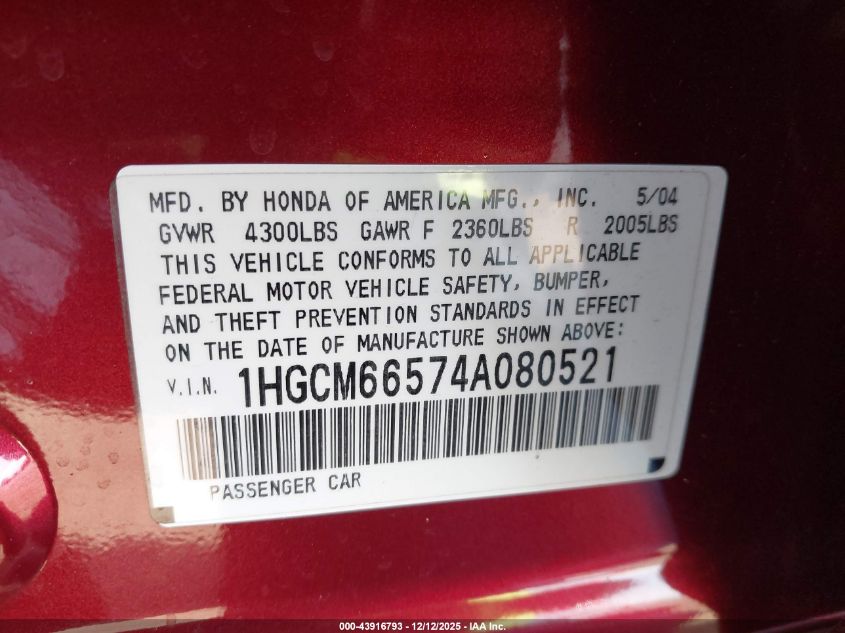 MFD. BY HONDA OF AMERICA MFG., INC. 5/04
GVWR 4300LBS GAWR F 2360LBS R 2005LBS
THIS VEHICLE CONFORMS TO ALL APPLICABLE
FEDERAL MOTOR VEHICLE SAFETY, BUMPER,
AND THEFT PREVENTION STANDARDS IN EFFECT
ON THE DATE OF MANUFACTURE SHOWN ABOVE:
V.I.N. 1HGCM66574A080521
PASSENGER CAR
000-43916793 - 12/12/2025 - IAA Inc.